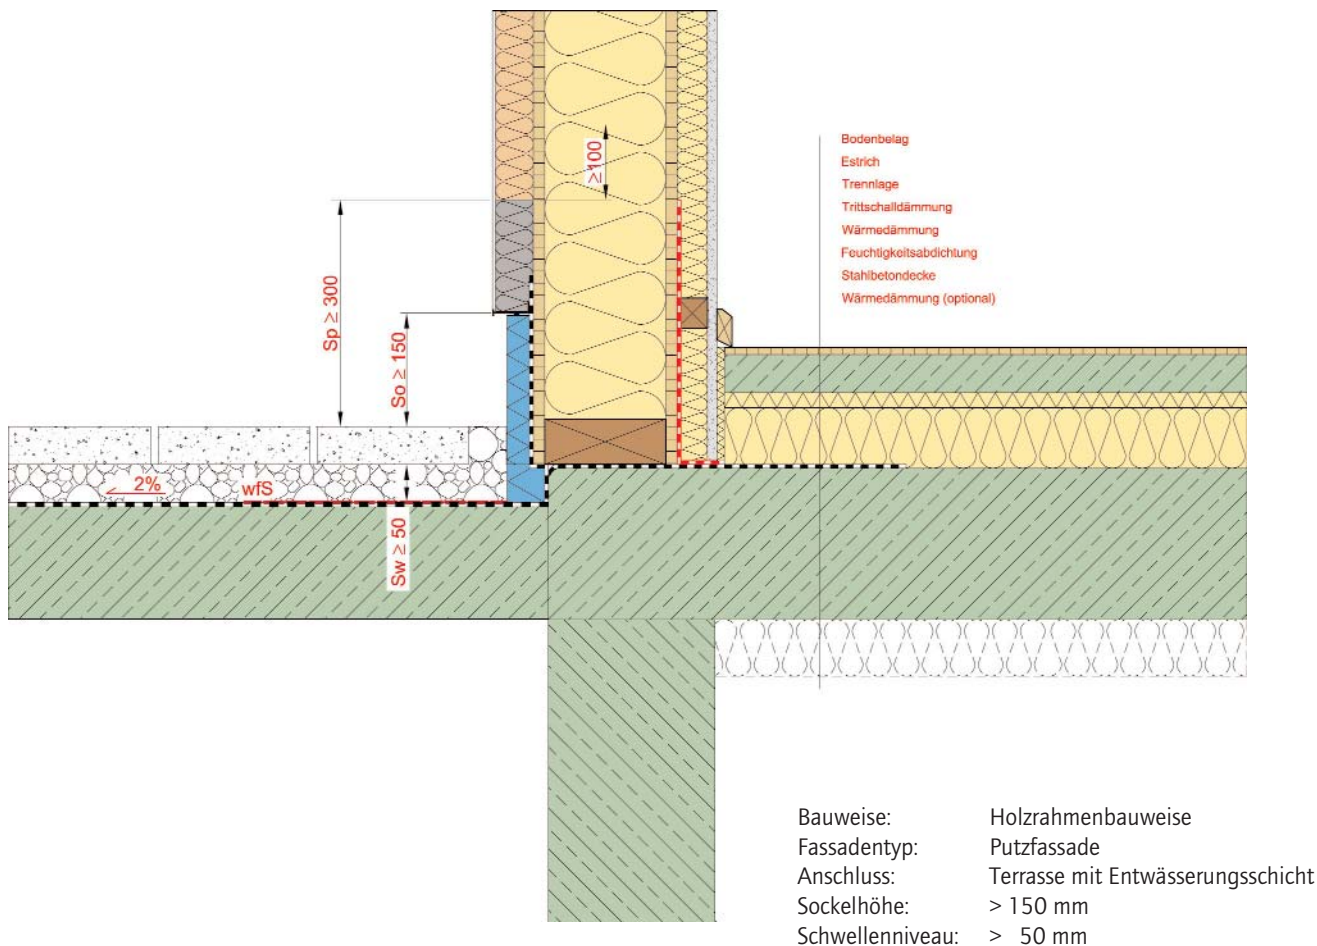 ≥100
Bodenbelag
Estrich
Trennlage
Trittschalldämmung
Wärmedämmung
Feuchtigkeitsabdichtung
Stahlbetondecke
Wärmedämmung (optional)
Sp ≥ 300
So ≥ 150
2%
wfS
Sw ≥ 50
Bauweise: Holzrahmenbauweise
Fassadentyp: Putzfassade
Anschluss: Terrasse mit Entwässerungsschicht
Sockelhöhe: > 150 mm
Schwellenniveau: > 50 mm